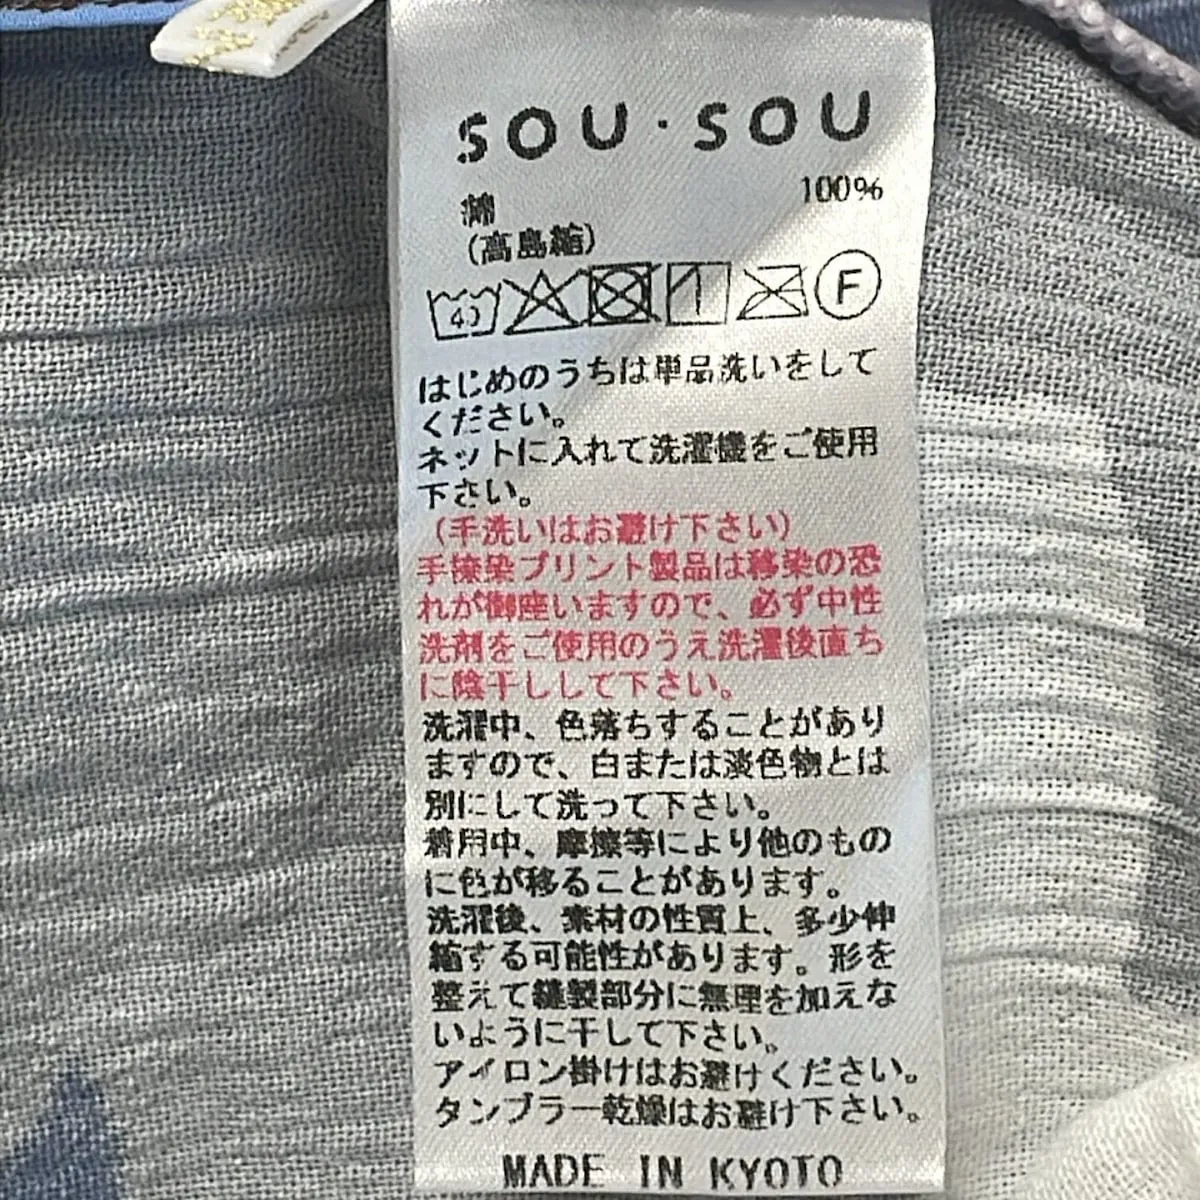 SOU・SOU
綿 100%
(高島縮)
40 F
はじめのうちは単品洗いをして
ください。
ネットに入れて洗濯機をご使用
下さい。
(手洗いはお避け下さい)
手捺染プリント製品は移染の恐
れが御座いますので、必ず中性
洗剤をご使用のうえ洗濯後直ち
に陰干しして下さい。
洗濯中、色落ちすることがあり
ますので、白または淡色物とは
別にして洗って下さい。
着用中、摩擦等により他のもの
に色が移ることがあります。
洗濯後、素材の性質上、多少伸
縮する可能性があります。形を
整えて縫製部分に無理を加えな
いように干して下さい。
アイロン掛けはお避けください。
タンブラー乾燥はお避け下さい。
MADE IN KYOTO